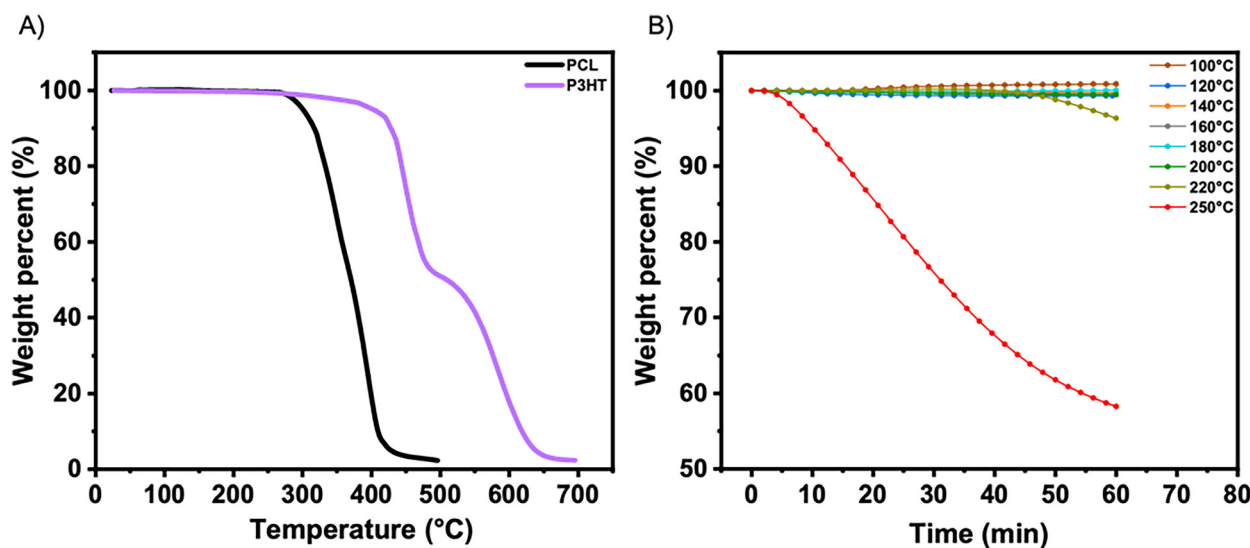 A)
PCL
P3HT
Weight percent (%)
100
80
60
40
20
0
0 100 200 300 400 500 600 700
Temperature (°C)
B)
100°C
120°C
140°C
160°C
180°C
200°C
220°C
250°C
Weight percent (%)
100
90
80
70
60
50
0 10 20 30 40 50 60 70 80
Time (min)